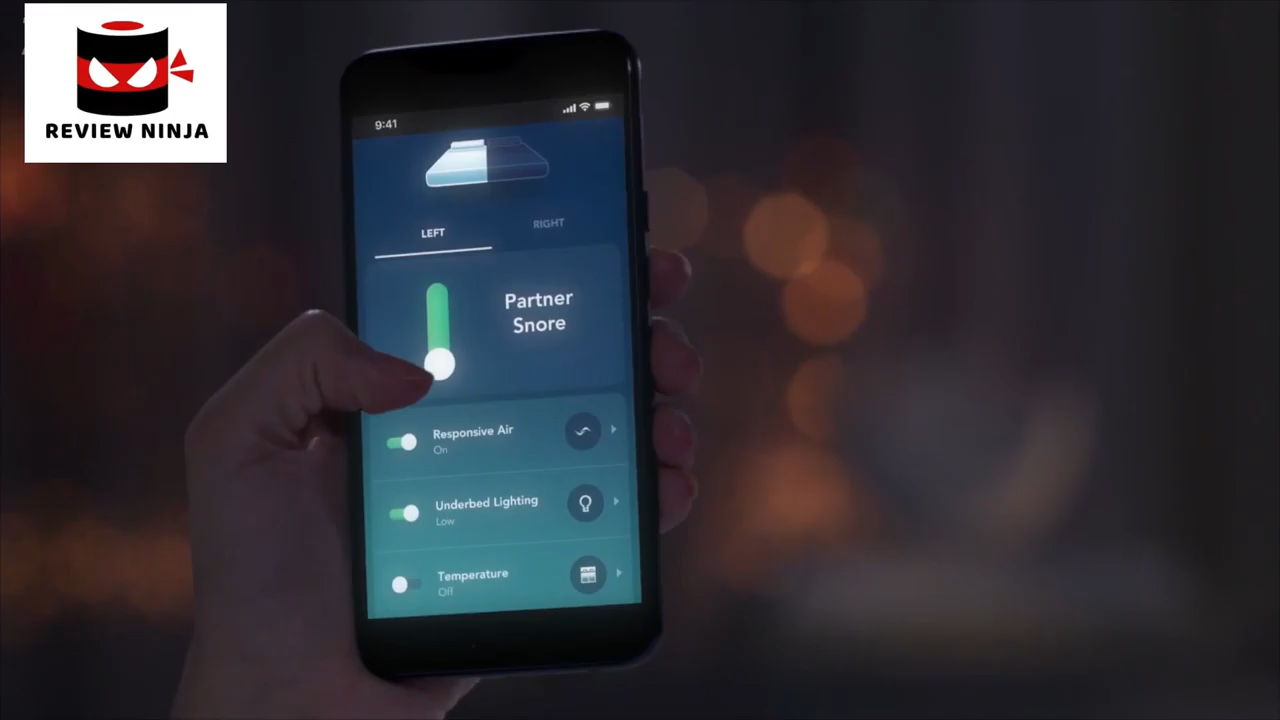 REVIEW NINJA
9:41
LEFT
RIGHT
Partner
Snore
Responsive Air
On
Underbed Lighting
Low
Temperature
Off